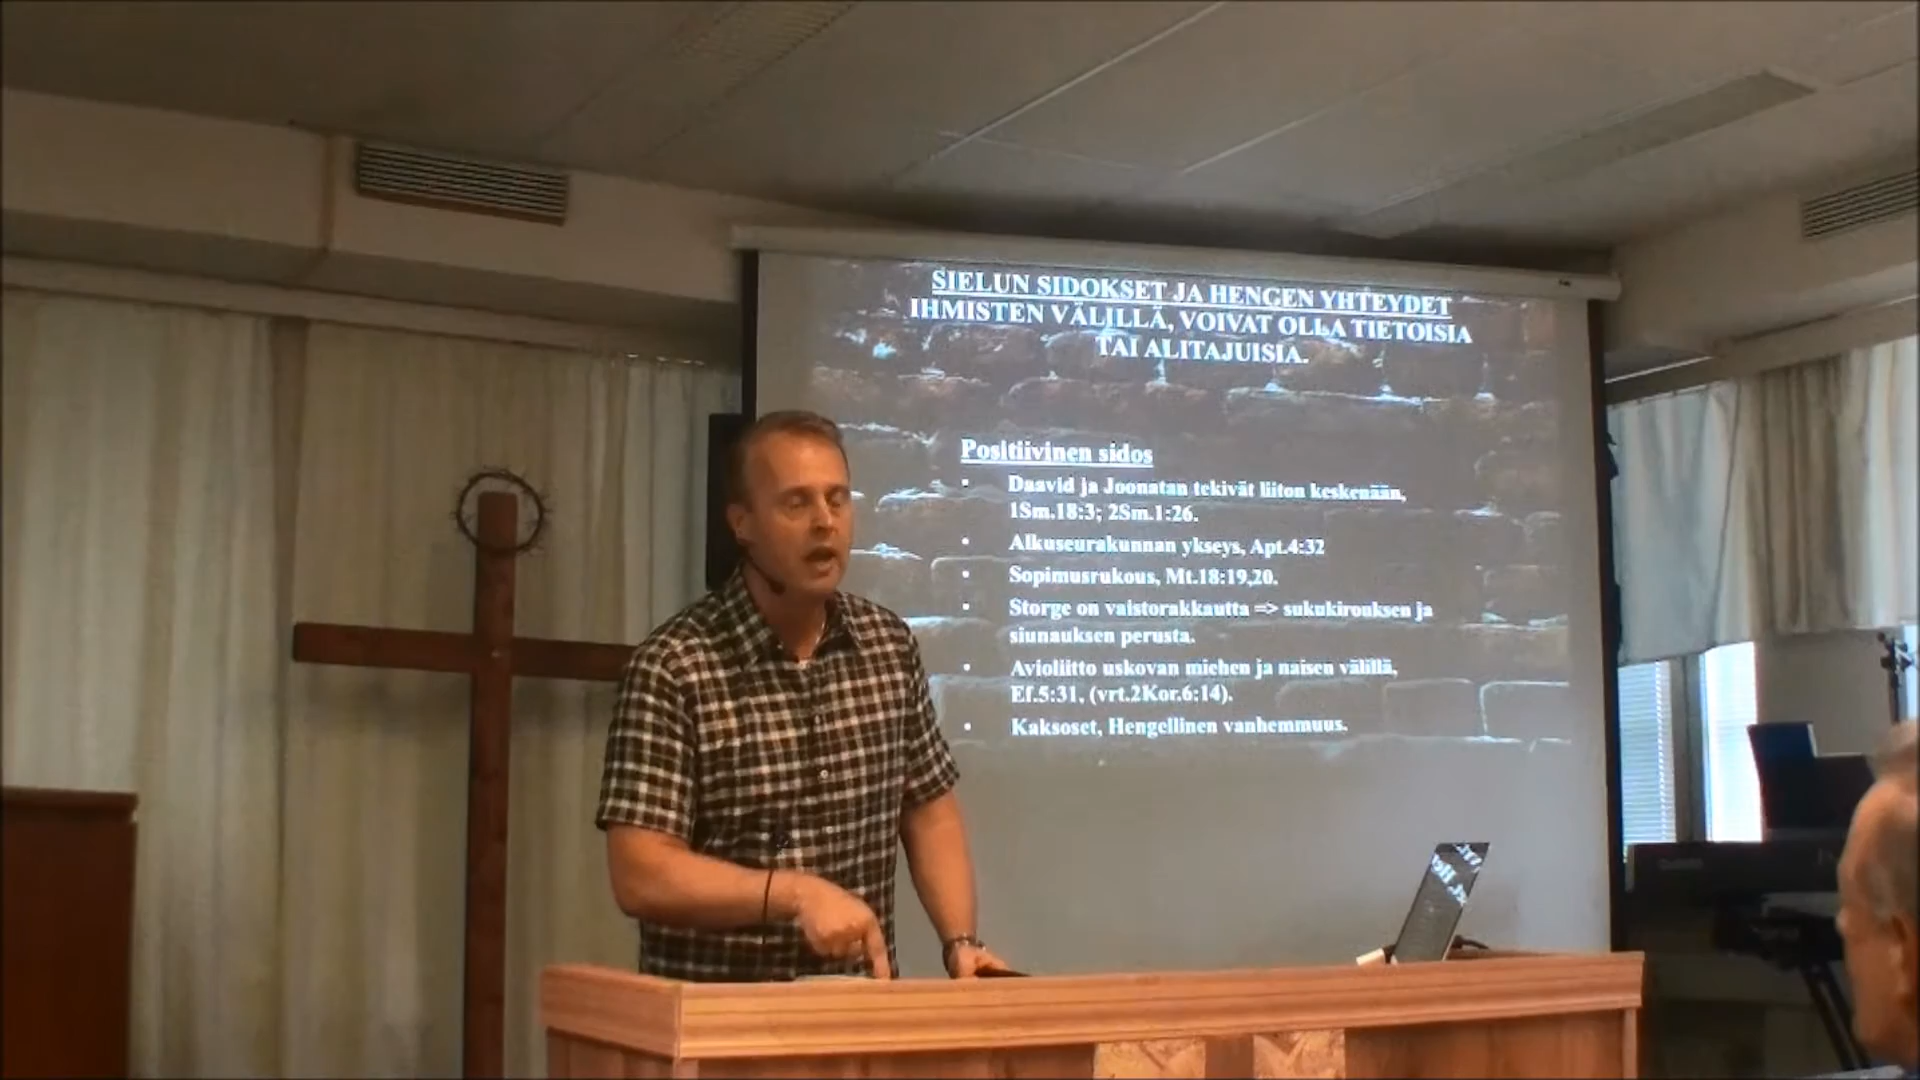 SIELUN SIDOKSET JA HENGEN YHTEYDET
IHMISTEN VÄLILLÄ, VOIVAT OLLA TIETOISIA
TAI ALITAJUISIA.
Positiivinen sidos
• Daavid ja Joonatan tekivät liiton keskenään,
1Sm.18:3; 2Sm.1:26.
• Alkuseurakunnan ykseys, Apt.4:32
• Sopimusrukous, Mt.18:19,20.
• Storge on vaistorakkautta => sukukirouksen ja
siunauksen perusta.
• Avioliitto uskovan miehen ja naisen välillä,
Ef.5:31, (vrt.2Kor.6:14).
• Kaksoset, Hengellinen vanhemmuus.